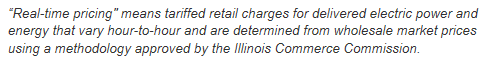 “Real-time pricing" means tariffed retail charges for delivered electric power and
energy that vary hour-to-hour and are determined from wholesale market prices
using a methodology approved by the Illinois Commerce Commission.